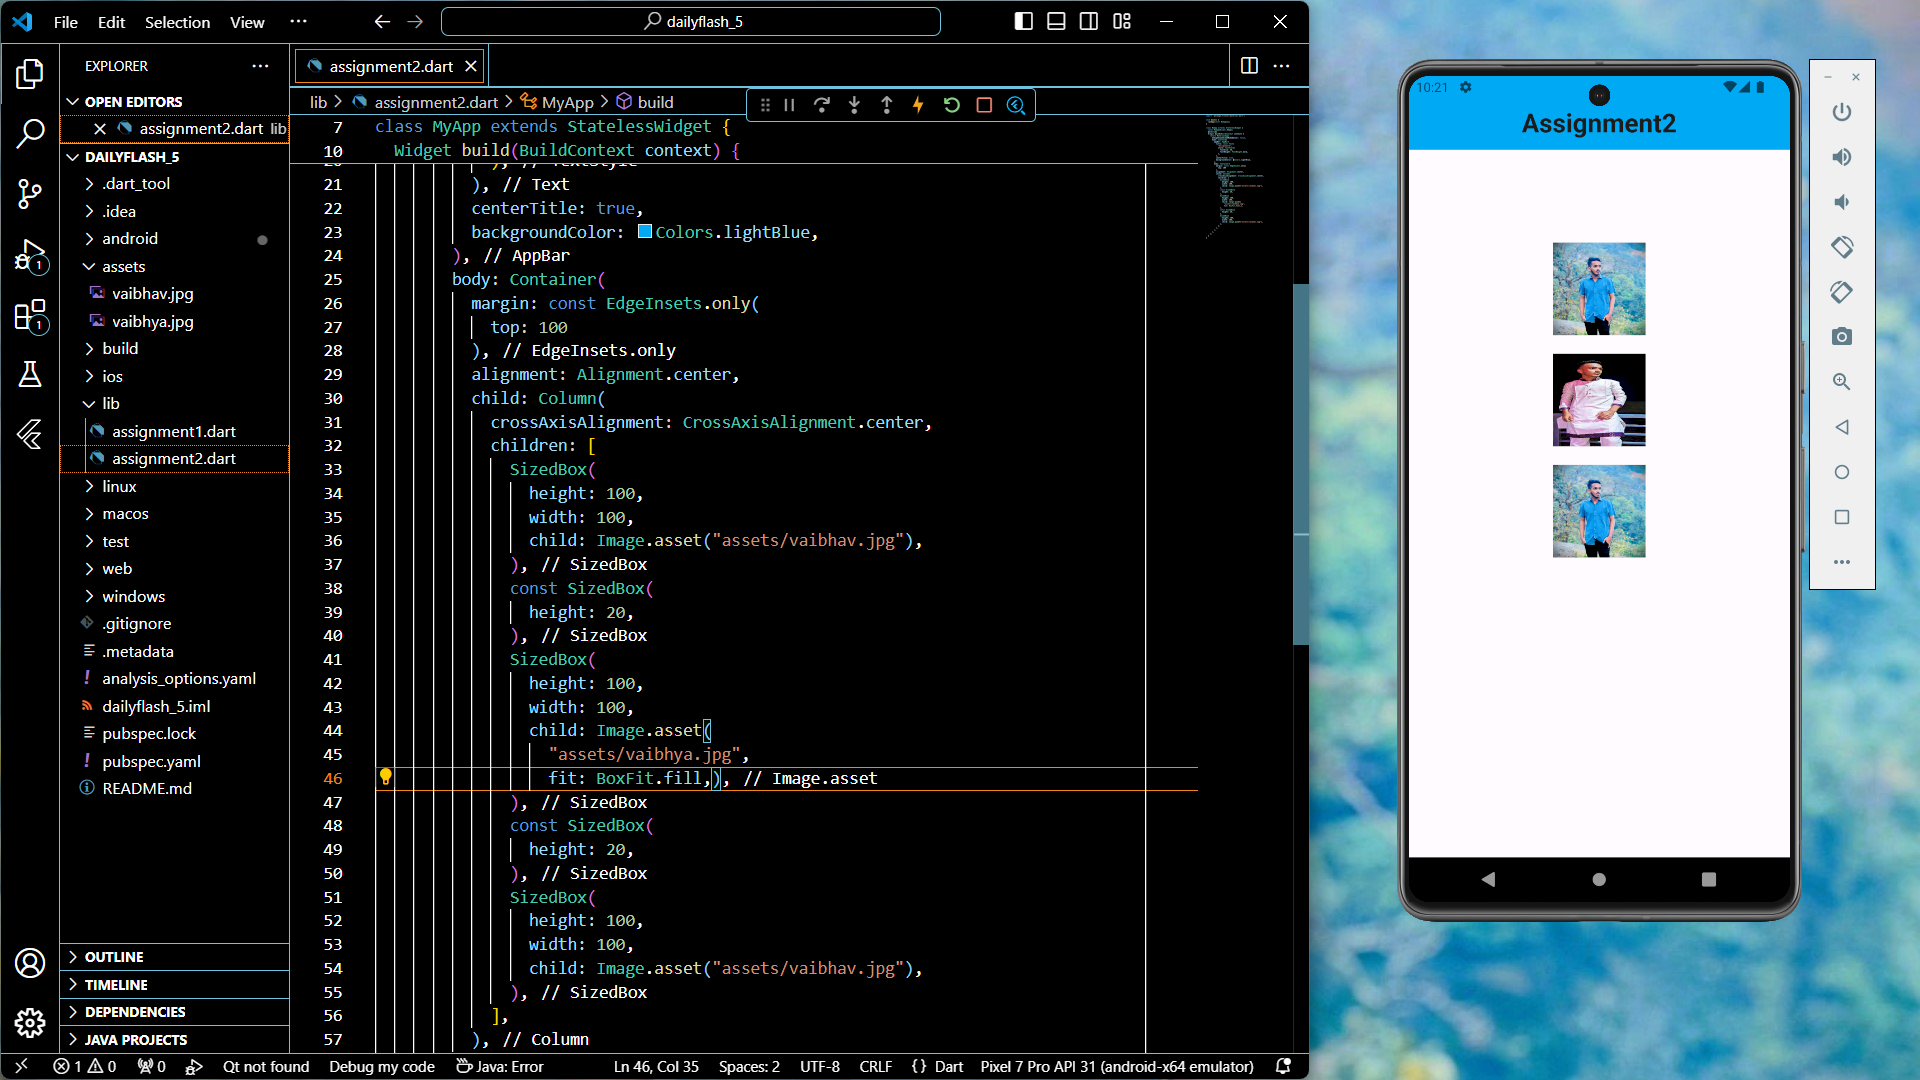 File Edit Selection View ··· dailyflash_5
EXPLORER
OPEN EDITORS
assignment2.dart lib
DAILYFLASH_5
.dart_tool
.idea
android
assets
vaibhav.jpg
vaibhya.jpg
build
ios
lib
assignment1.dart
assignment2.dart
linux
macos
test
web
windows
.gitignore
.metadata
analysis_options.yaml
dailyflash_5.iml
pubspec.lock
pubspec.yaml
README.md
OUTLINE
TIMELINE
DEPENDENCIES
JAVA PROJECTS
1
1
assignment2.dart
lib > assignment2.dart > MyApp > build
7 class MyApp extends StatelessWidget {
10 Widget build(BuildContext context) {
21 ), // Text
22 centerTitle: true,
23 backgroundColor: Colors.lightBlue,
24 ), // AppBar
25 body: Container(
26 margin: const EdgeInsets.only(
27 top: 100
28 ), // EdgeInsets.only
29 alignment: Alignment.center,
30 child: Column(
31 crossAxisAlignment: CrossAxisAlignment.center,
32 children: [
33 SizedBox(
34 height: 100,
35 width: 100,
36 child: Image.asset("assets/vaibhav.jpg"),
37 ), // SizedBox
38 const SizedBox(
39 height: 20,
40 ), // SizedBox
41 SizedBox(
42 height: 100,
43 width: 100,
44 child: Image.asset(
45 "assets/vaibhya.jpg",
46 fit: BoxFit.fill,), // Image.asset
47 ), // SizedBox
48 const SizedBox(
49 height: 20,
50 ), // SizedBox
51 SizedBox(
52 height: 100,
53 width: 100,
54 child: Image.asset("assets/vaibhav.jpg"),
55 ), // SizedBox
56 ],
57 ), // Column
1 0 0 Qt not found Debug my code Java: Error Ln 46, Col 35 Spaces: 2 UTF-8 CRLF {} Dart Pixel 7 Pro API 31 (android-x64 emulator)
10:21
Assignment2